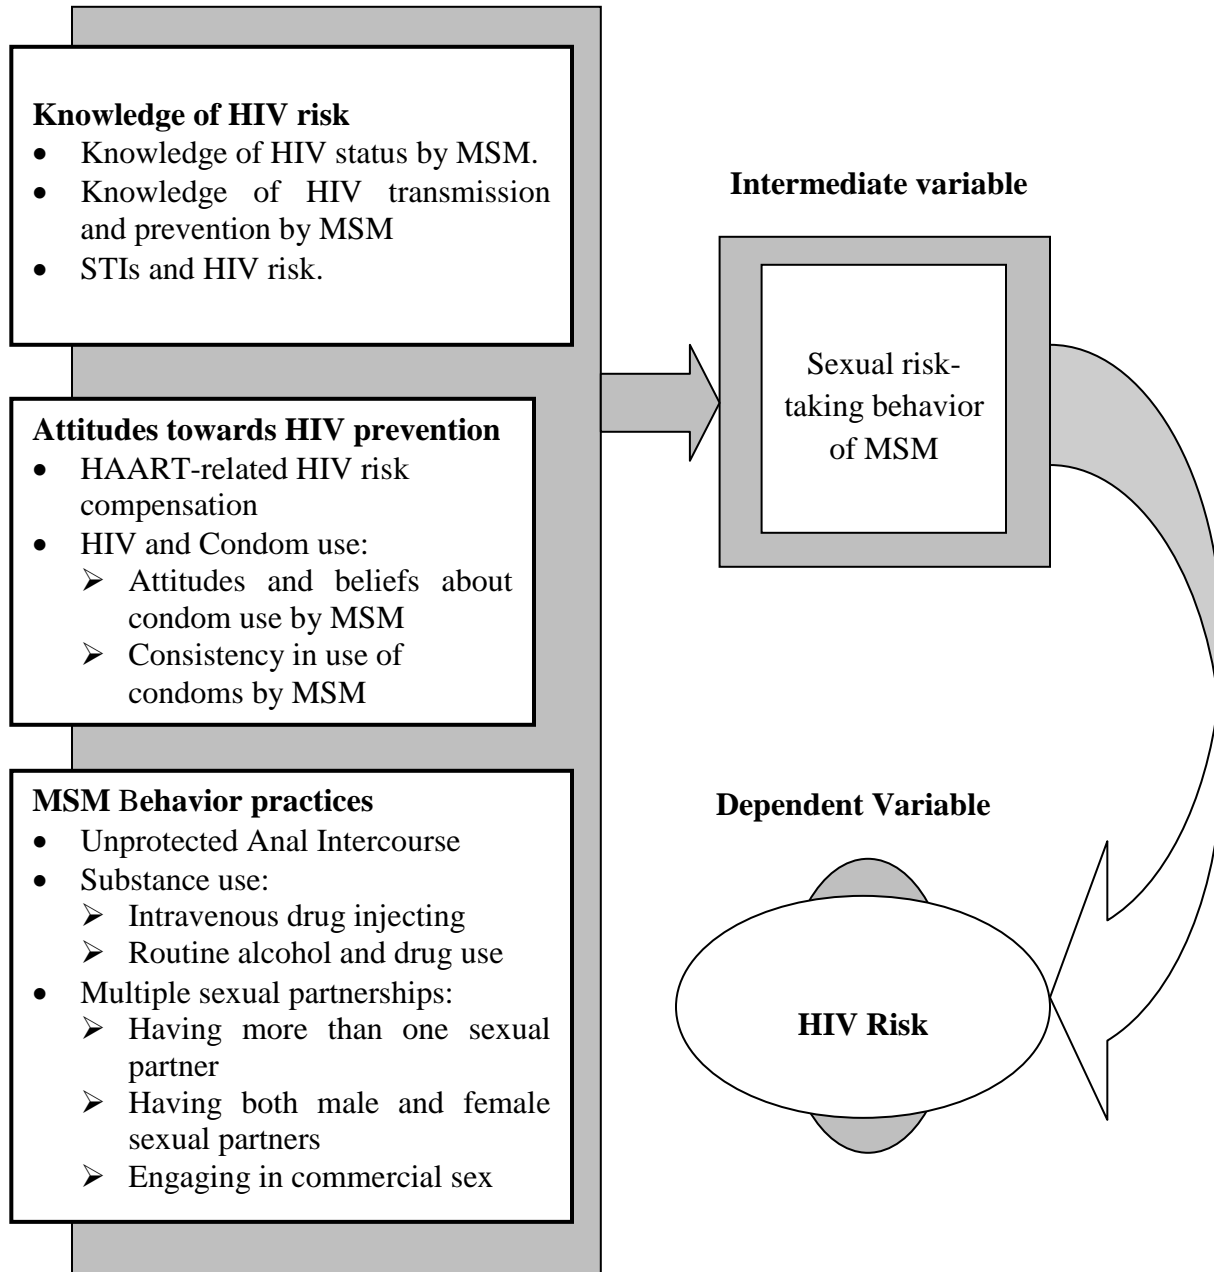 Knowledge of HIV risk
• Knowledge of HIV status by MSM.
• Knowledge of HIV transmission
and prevention by MSM
• STIs and HIV risk.
Attitudes towards HIV prevention
• HAART-related HIV risk
compensation
• HIV and Condom use:
➢ Attitudes and beliefs about
condom use by MSM
➢ Consistency in use of
condoms by MSM
MSM Behavior practices
• Unprotected Anal Intercourse
• Substance use:
➢ Intravenous drug injecting
➢ Routine alcohol and drug use
• Multiple sexual partnerships:
➢ Having more than one sexual
partner
➢ Having both male and female
sexual partners
➢ Engaging in commercial sex
Intermediate variable
Sexual risk-
taking behavior
of MSM
Dependent Variable
HIV Risk